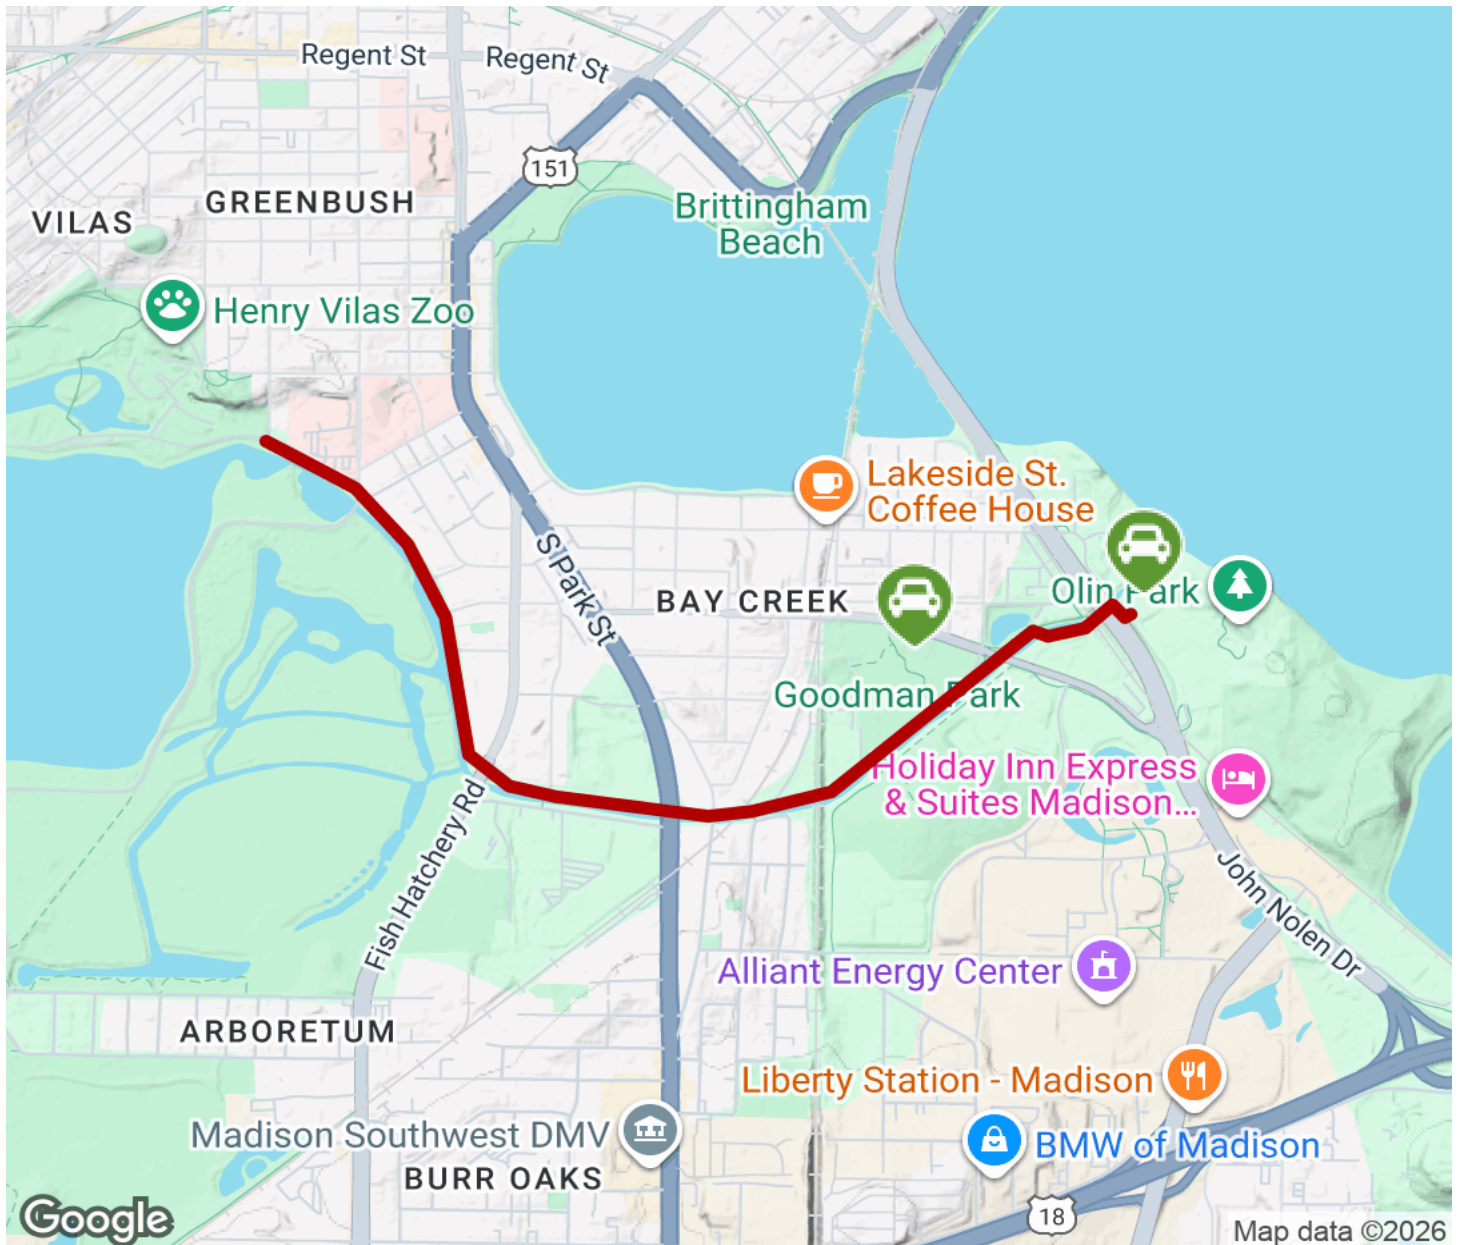 Regent St
Regent St
151
GREENBUSH
VILAS
Brittingham
Beach
Henry Vilas Zoo
Lakeside St.
Coffee House
S Park St
BAY CREEK
Olin Park
Goodman Park
Holiday Inn Express
& Suites Madison...
Fish Hatchery Rd
John Nolen Dr
Alliant Energy Center
ARBORETUM
Liberty Station - Madison
Madison Southwest DMV
BMW of Madison
BURR OAKS
18
Google
Map data ©2026